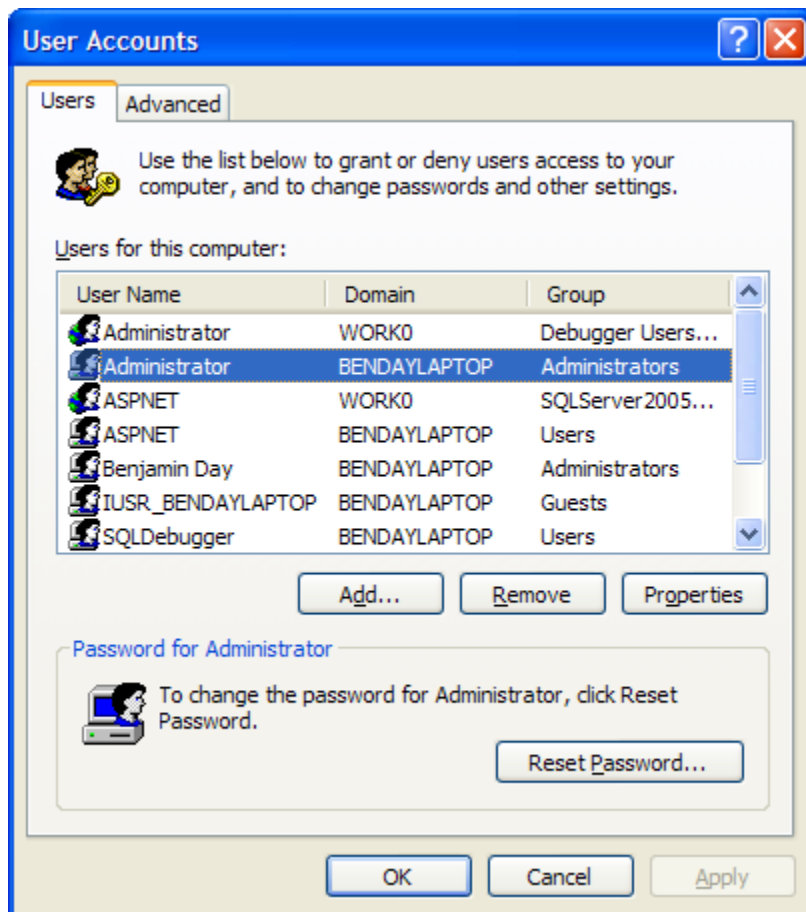 User Accounts
Users
Advanced
Use the list below to grant or deny users access to your
computer, and to change passwords and other settings.
Users for this computer:
User Name Domain Group
Administrator WORK0 Debugger Users...
Administrator BENDAYLAPTOP Administrators
ASPNET WORK0 SQLServer2005...
ASPNET BENDAYLAPTOP Users
Benjamin Day BENDAYLAPTOP Administrators
IUSR_BENDAYLAPTOP BENDAYLAPTOP Guests
SQLDebugger BENDAYLAPTOP Users
Add... Remove Properties
Password for Administrator
To change the password for Administrator, click Reset
Password.
Reset Password...
OK Cancel Apply